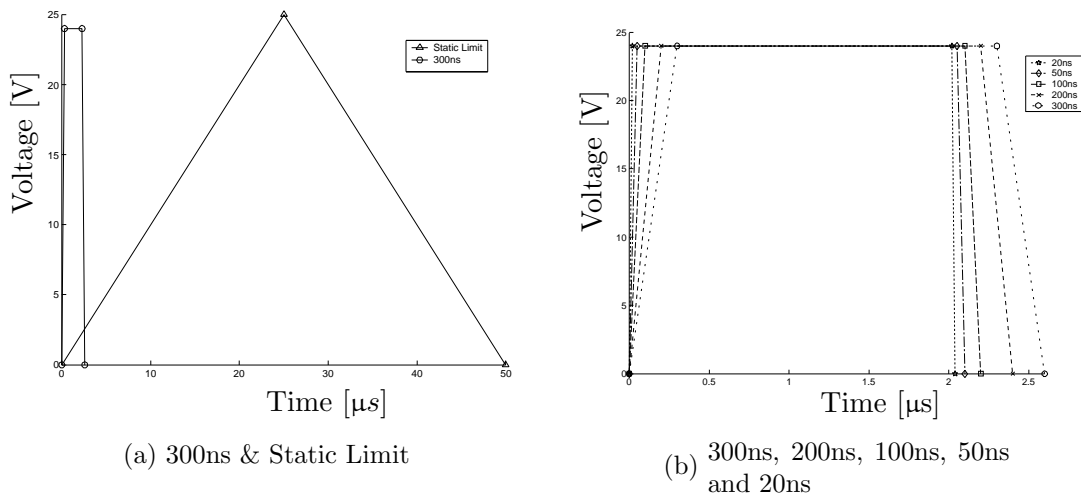 25
20
15
10
5
0
Voltage [V]
Static Limit
300ns
0
10
20
30
40
50
Time [μs]
(a) 300ns & Static Limit
25
20
15
10
5
0
Voltage [V]
20ns
50ns
100ns
200ns
300ns
0
0.5
1
1.5
2
2.5
Time [μs]
(b) 300ns, 200ns, 100ns, 50ns
and 20ns